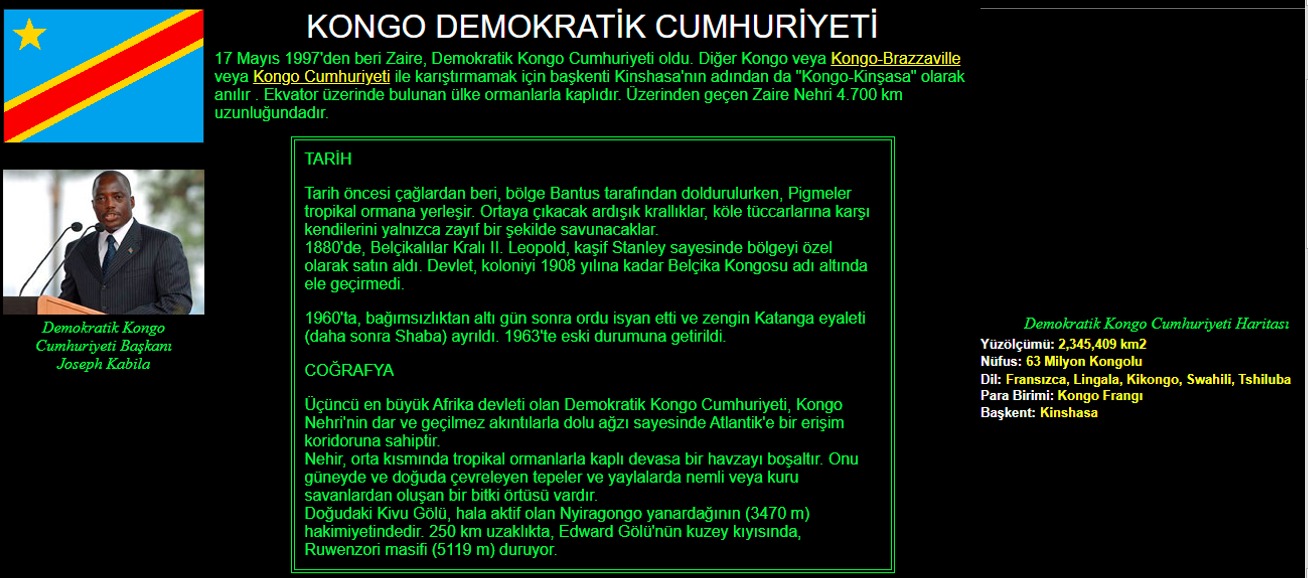 KONGO DEMOKRATİK CUMHURİYETİ
17 Mayıs 1997'den beri Zaire, Demokratik Kongo Cumhuriyeti oldu. Diğer Kongo veya Kongo-Brazzaville
veya Kongo Cumhuriyeti ile karıştırmamak için başkenti Kinshasa'nın adından da "Kongo-Kinşasa" olarak
anılır . Ekvator üzerinde bulunan ülke ormanlarla kaplıdır. Üzerinden geçen Zaire Nehri 4.700 km
uzunluğundadır.
TARİH
Tarih öncesi çağlardan beri, bölge Bantus tarafından doldurulurken, Pigmeler
tropikal ormana yerleşir. Ortaya çıkacak ardışık krallıklar, köle tüccarlarına karşı
kendilerini yalnızca zayıf bir şekilde savunacaklar.
1880'de, Belçikalılar Kralı II. Leopold, kaşif Stanley sayesinde bölgeyi özel
olarak satın aldı. Devlet, koloniyi 1908 yılına kadar Belçika Kongosu adı altında
ele geçirmedi.
1960'ta, bağımsızlıktan altı gün sonra ordu isyan etti ve zengin Katanga eyaleti
(daha sonra Shaba) ayrıldı. 1963'te eski durumuna getirildi.
COĞRAFYA
Üçüncü en büyük Afrika devleti olan Demokratik Kongo Cumhuriyeti, Kongo
Nehri'nin dar ve geçilmez akıntılarla dolu ağzı sayesinde Atlantik'e bir erişim
koridoruna sahiptir.
Nehir, orta kısmında tropikal ormanlarla kaplı devasa bir havzayı boşaltır. Onu
güneyde ve doğuda çevreleyen tepeler ve yaylalarda nemli veya kuru
savanlardan oluşan bir bitki örtüsü vardır.
Doğudaki Kivu Gölü, hala aktif olan Nyiragongo yanardağının (3470 m)
hakimiyetindedir. 250 km uzaklıkta, Edward Gölü'nün kuzey kıyısında,
Ruwenzori masifi (5119 m) duruyor.
Demokratik Kongo
Cumhuriyeti Başkanı
Joseph Kabila
Demokratik Kongo Cumhuriyeti Haritası
Yüzölçümü: 2,345,409 km2
Nüfus: 63 Milyon Kongolu
Dil: Fransızca, Lingala, Kikongo, Swahili, Tshiluba
Para Birimi: Kongo Frangı
Başkent: Kinshasa